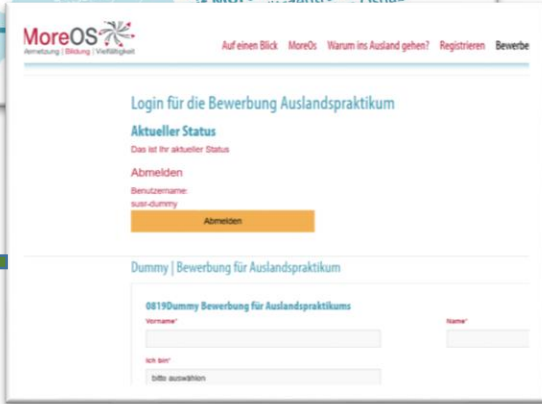 MoreOS
Vernetzung | Bildung | Vielfältigkeit
Auf einen Blick MoreOs Warum ins Ausland gehen? Registrieren Bewerbe
Login für die Bewerbung Auslandspraktikum
Aktueller Status
Das ist Ihr aktueller Status
Abmelden
Benutzername:
susr-dummy
Abmelden
Dummy | Bewerbung für Auslandspraktikum
0819Dummy Bewerbung für Auslandspraktikums
Vorname* Name*
Ich bin*
bitte auswählen